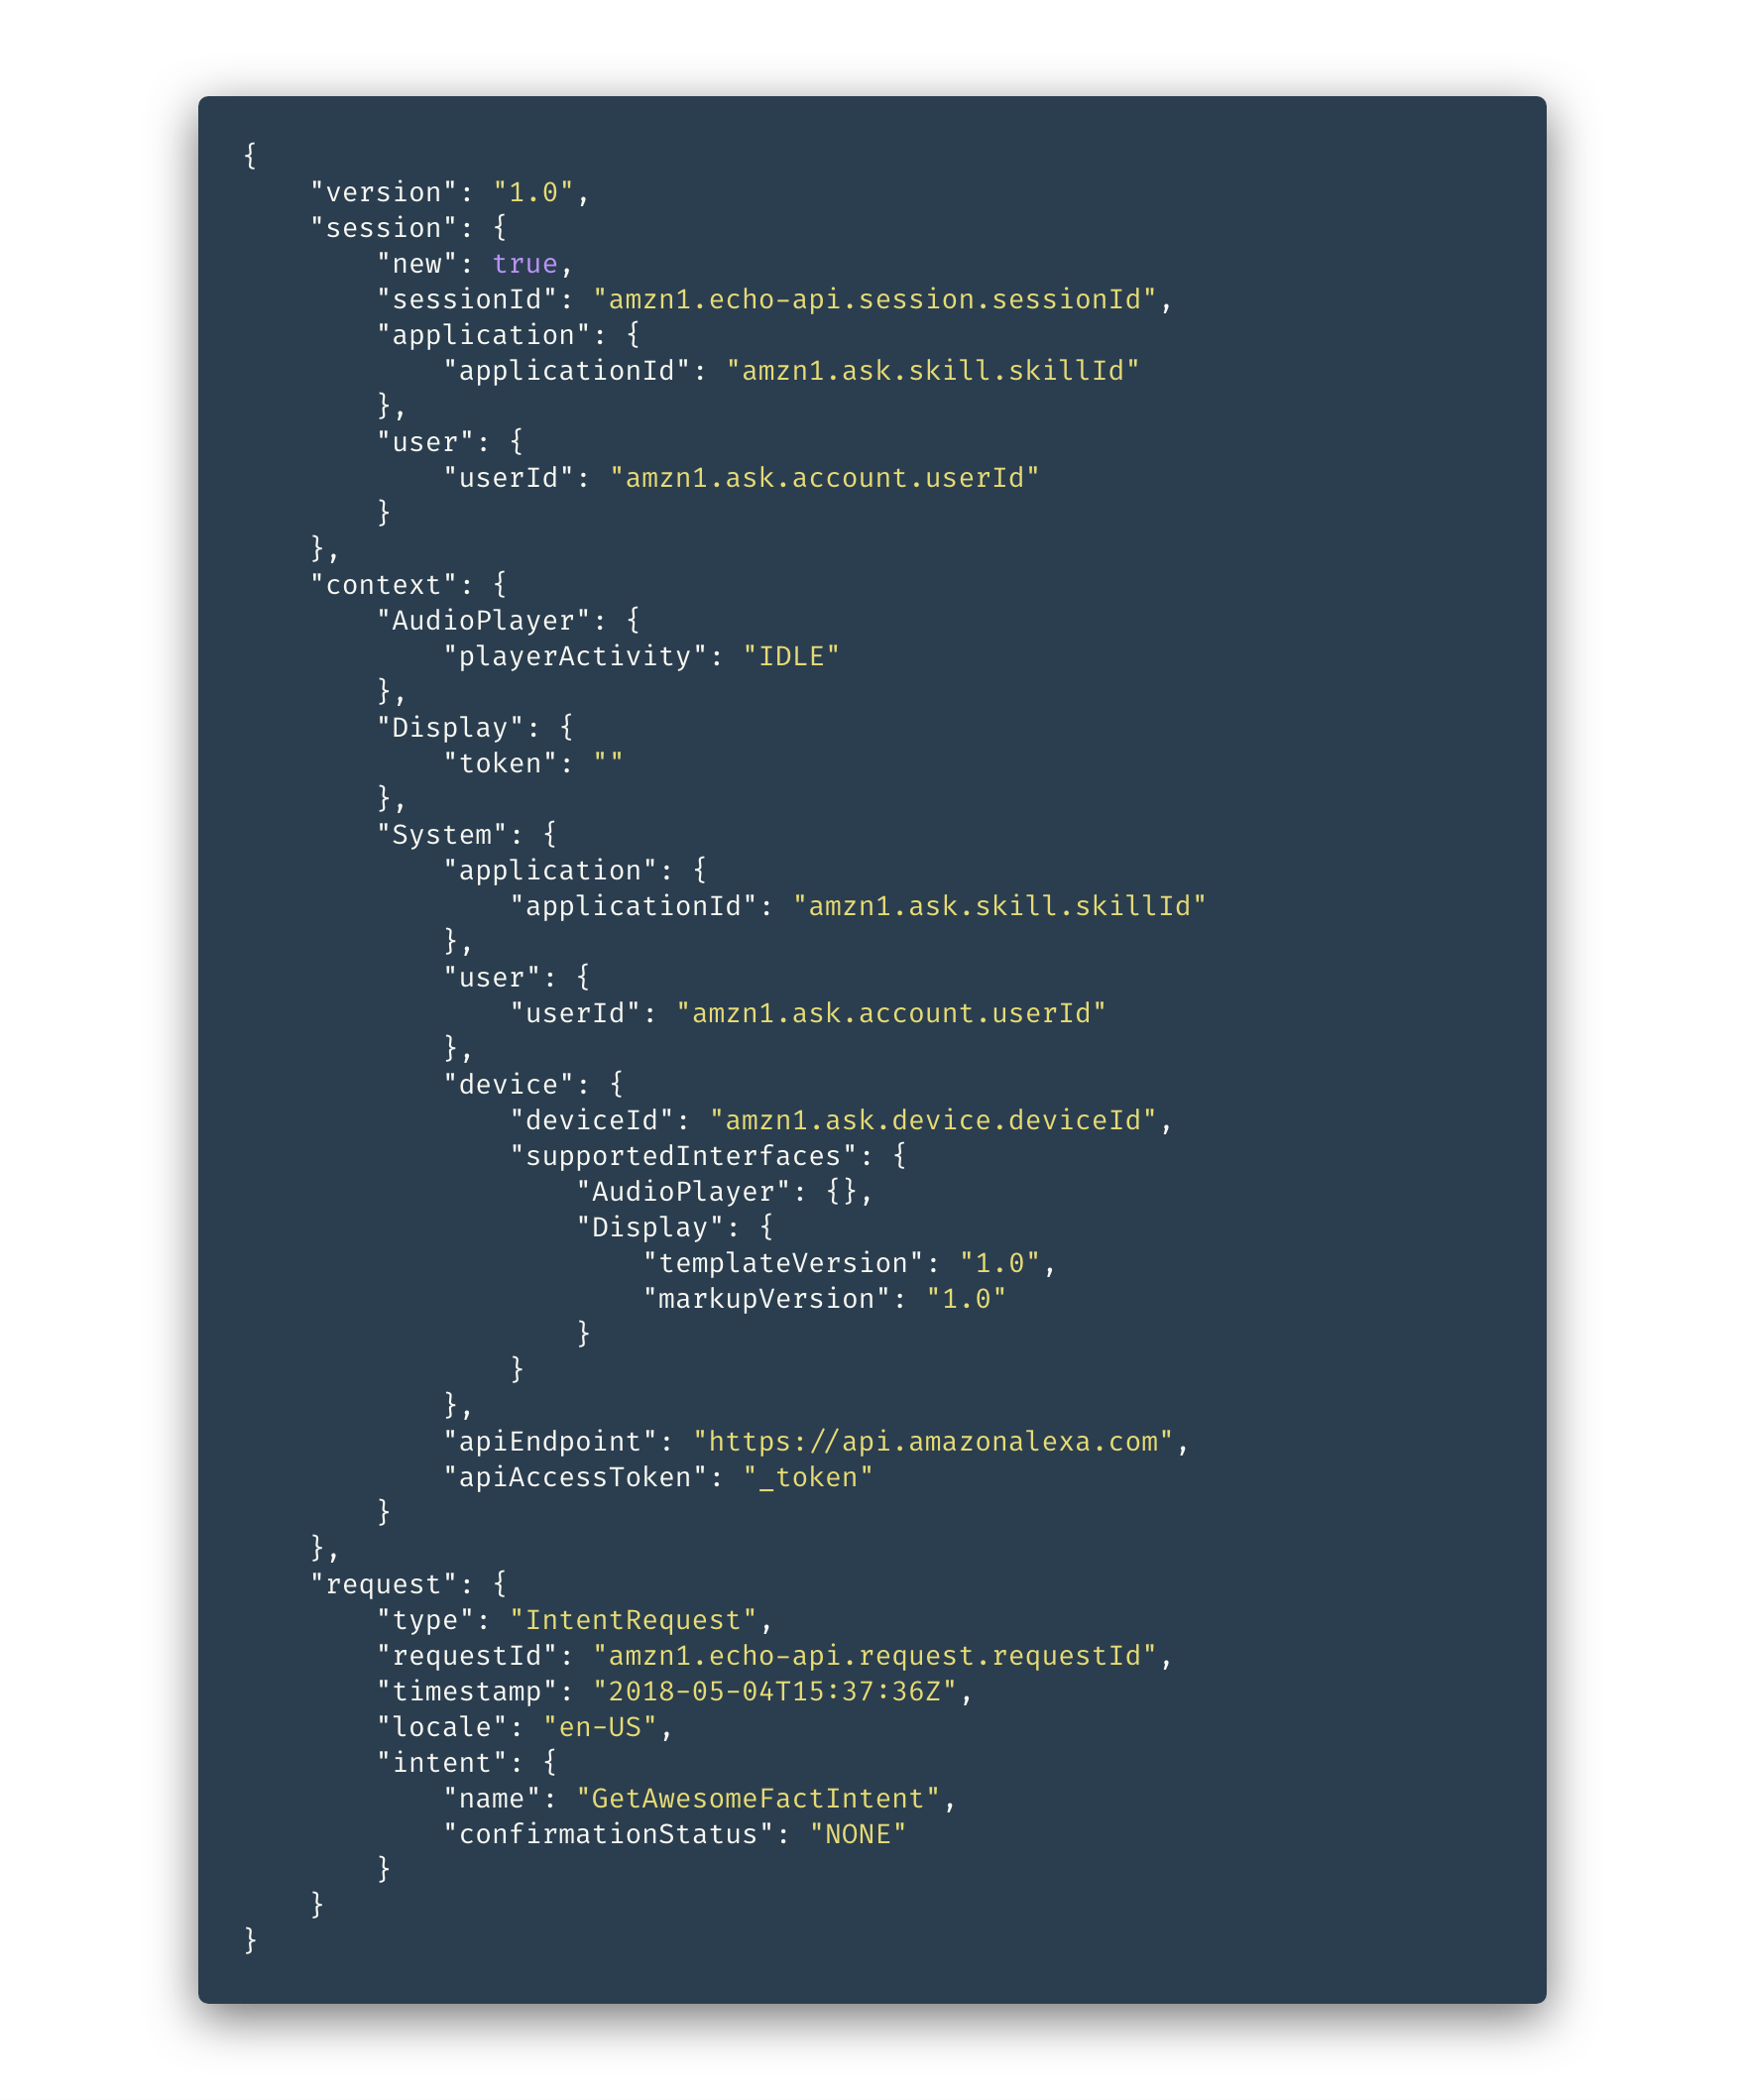 {
    "version": "1.0",
    "session": {
        "new": true,
        "sessionId": "amzn1.echo-api.session.sessionId",
        "application": {
            "applicationId": "amzn1.ask.skill.skillId"
        },
        "user": {
            "userId": "amzn1.ask.account.userId"
        }
    },
    "context": {
        "AudioPlayer": {
            "playerActivity": "IDLE"
        },
        "Display": {
            "token": ""
        },
        "System": {
            "application": {
                "applicationId": "amzn1.ask.skill.skillId"
            },
            "user": {
                "userId": "amzn1.ask.account.userId"
            },
            "device": {
                "deviceId": "amzn1.ask.device.deviceId",
                "supportedInterfaces": {
                    "AudioPlayer": {},
                    "Display": {
                        "templateVersion": "1.0",
                        "markupVersion": "1.0"
                    }
                }
            },
            "apiEndpoint": "https://api.amazonalexa.com",
            "apiAccessToken": "_token"
        }
    },
    "request": {
        "type": "IntentRequest",
        "requestId": "amzn1.echo-api.request.requestId",
        "timestamp": "2018-05-04T15:37:36Z",
        "locale": "en-US",
        "intent": {
            "name": "GetAwesomeFactIntent",
            "confirmationStatus": "NONE"
        }
    }
}